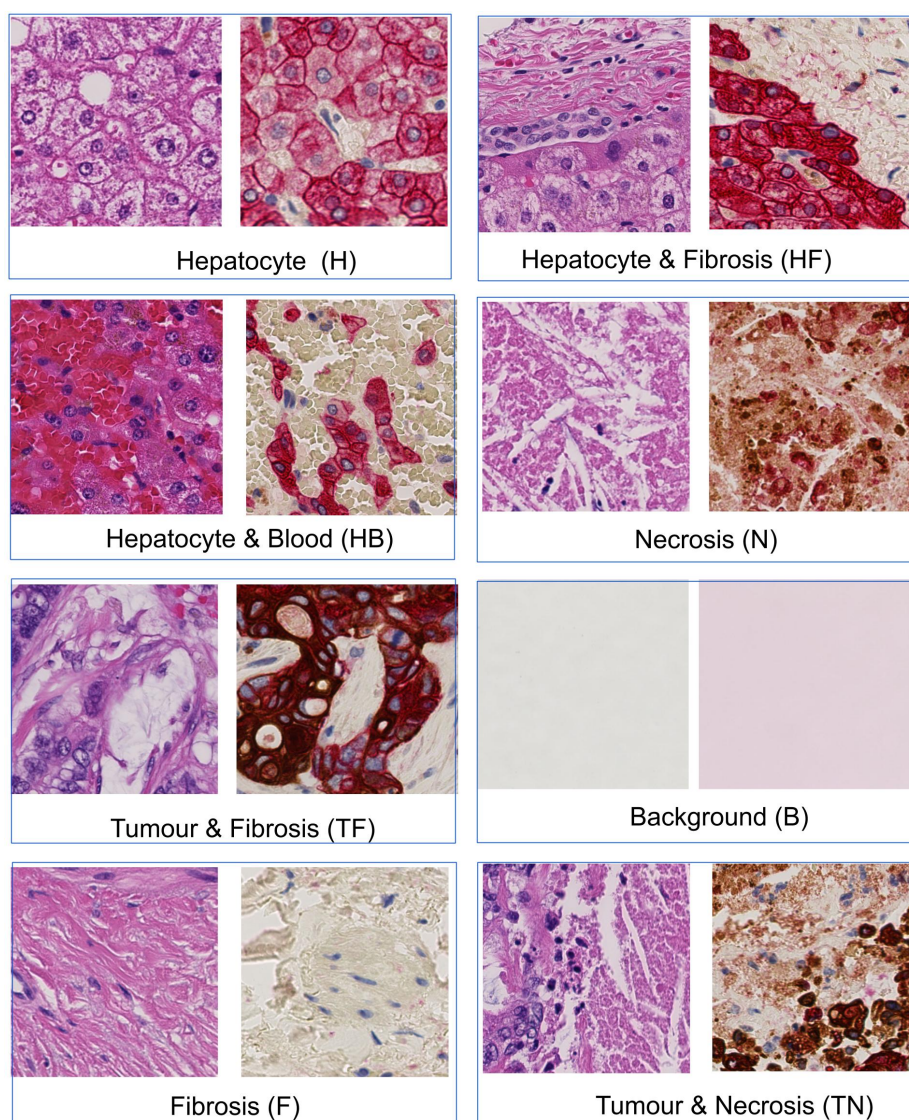 Hepatocyte (H)
Hepatocyte & Fibrosis (HF)
Hepatocyte & Blood (HB)
Necrosis (N)
Tumour & Fibrosis (TF)
Background (B)
Fibrosis (F)
Tumour & Necrosis (TN)